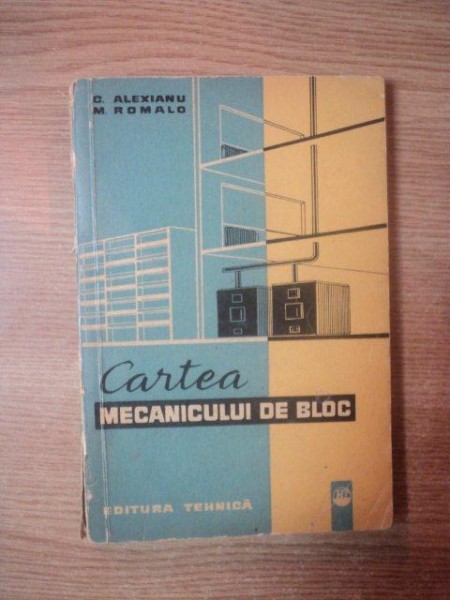 C. ALEXIANU
M. ROMALO
Cartea
MECANICULUI DE BLOC
EDITURA TEHNICĂ